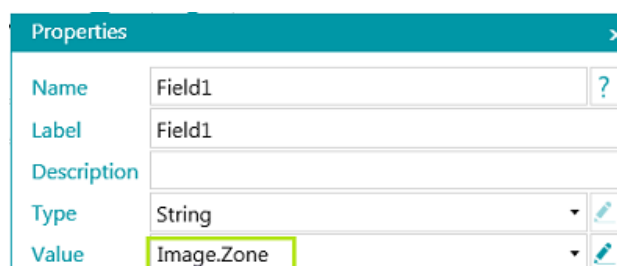 Properties
Name Field1 ?
Label Field1
Description
Type String
Value Image.Zone